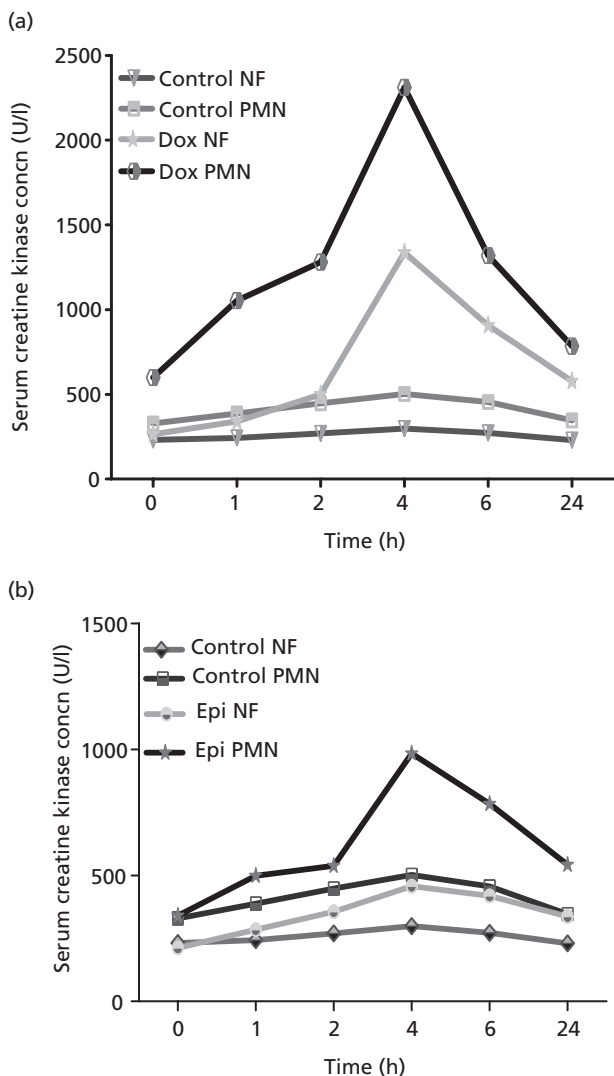 (a)
2500
2000
1500
1000
500
0
Serum creatine kinase concn (U/l)
Control NF
Control PMN
Dox NF
Dox PMN
0 1 2 4 6 24
Time (h)
(b)
1500
1000
500
0
Serum creatine kinase concn (U/l)
Control NF
Control PMN
Epi NF
Epi PMN
0 1 2 4 6 24
Time (h)